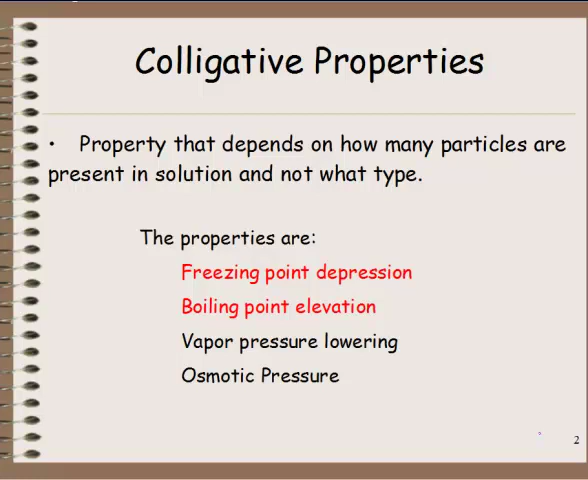 Colligative Properties
• Property that depends on how many particles are
present in solution and not what type.
The properties are:
Freezing point depression
Boiling point elevation
Vapor pressure lowering
Osmotic Pressure
2